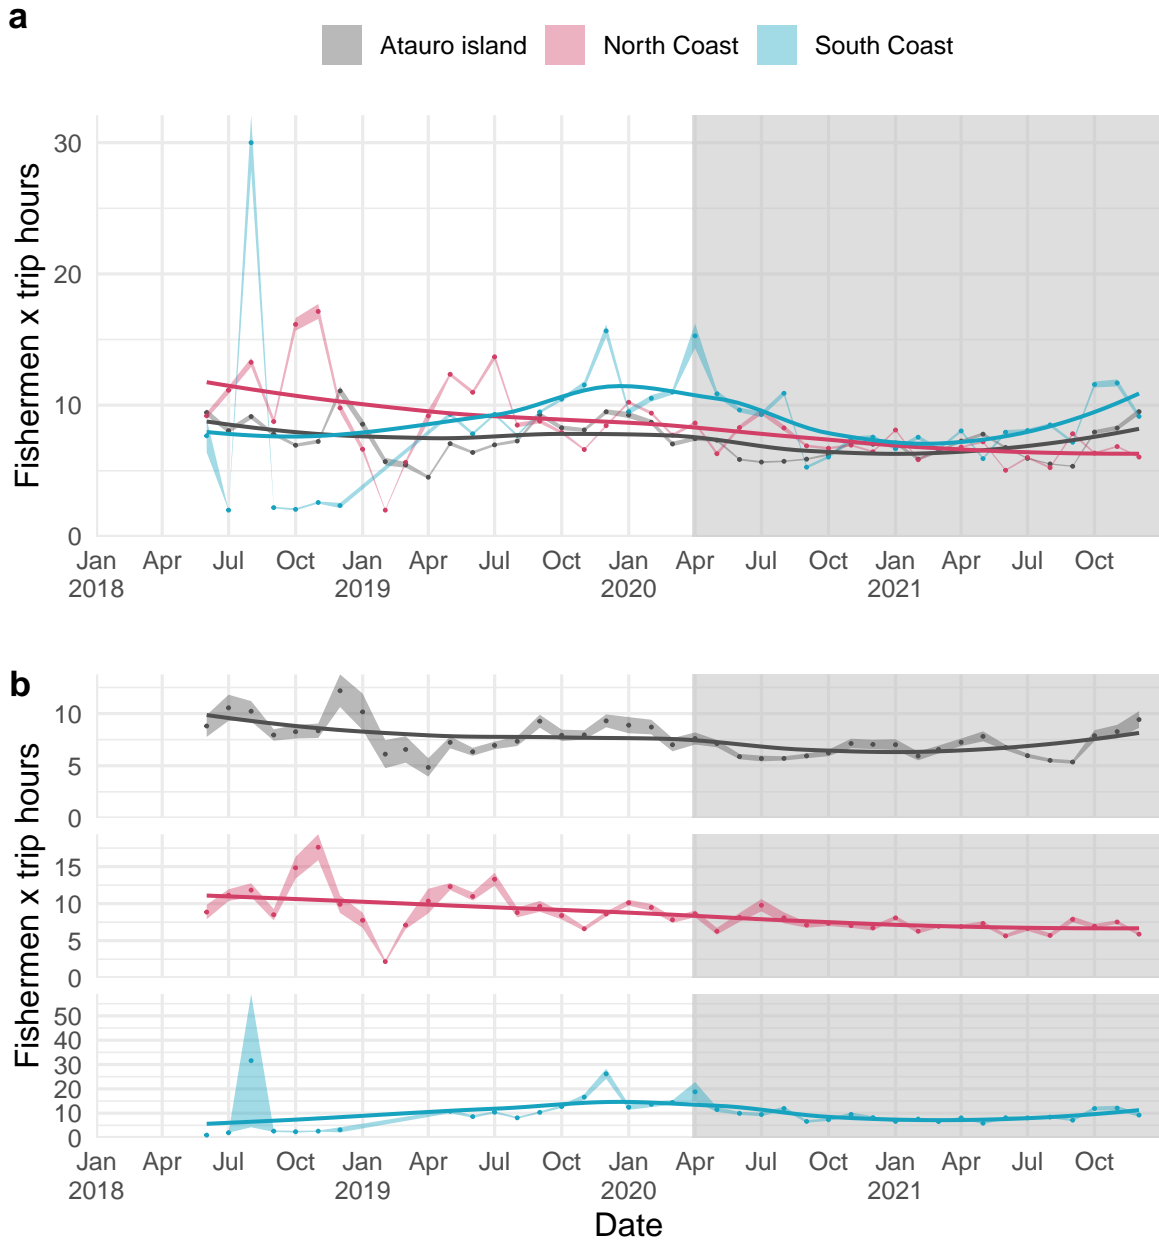 a
Atauro island North Coast South Coast
Fishermen x trip hours
30
20
10
0
Jan Apr Jul Oct Jan Apr Jul Oct Jan Apr Jul Oct Jan Apr Jul Oct
2018 2019 2020 2021
b
Fishermen x trip hours
10
5
0
15
10
5
0
50
40
30
20
10
0
Jan Apr Jul Oct Jan Apr Jul Oct Jan Apr Jul Oct Jan Apr Jul Oct
2018 2019 2020 2021
Date